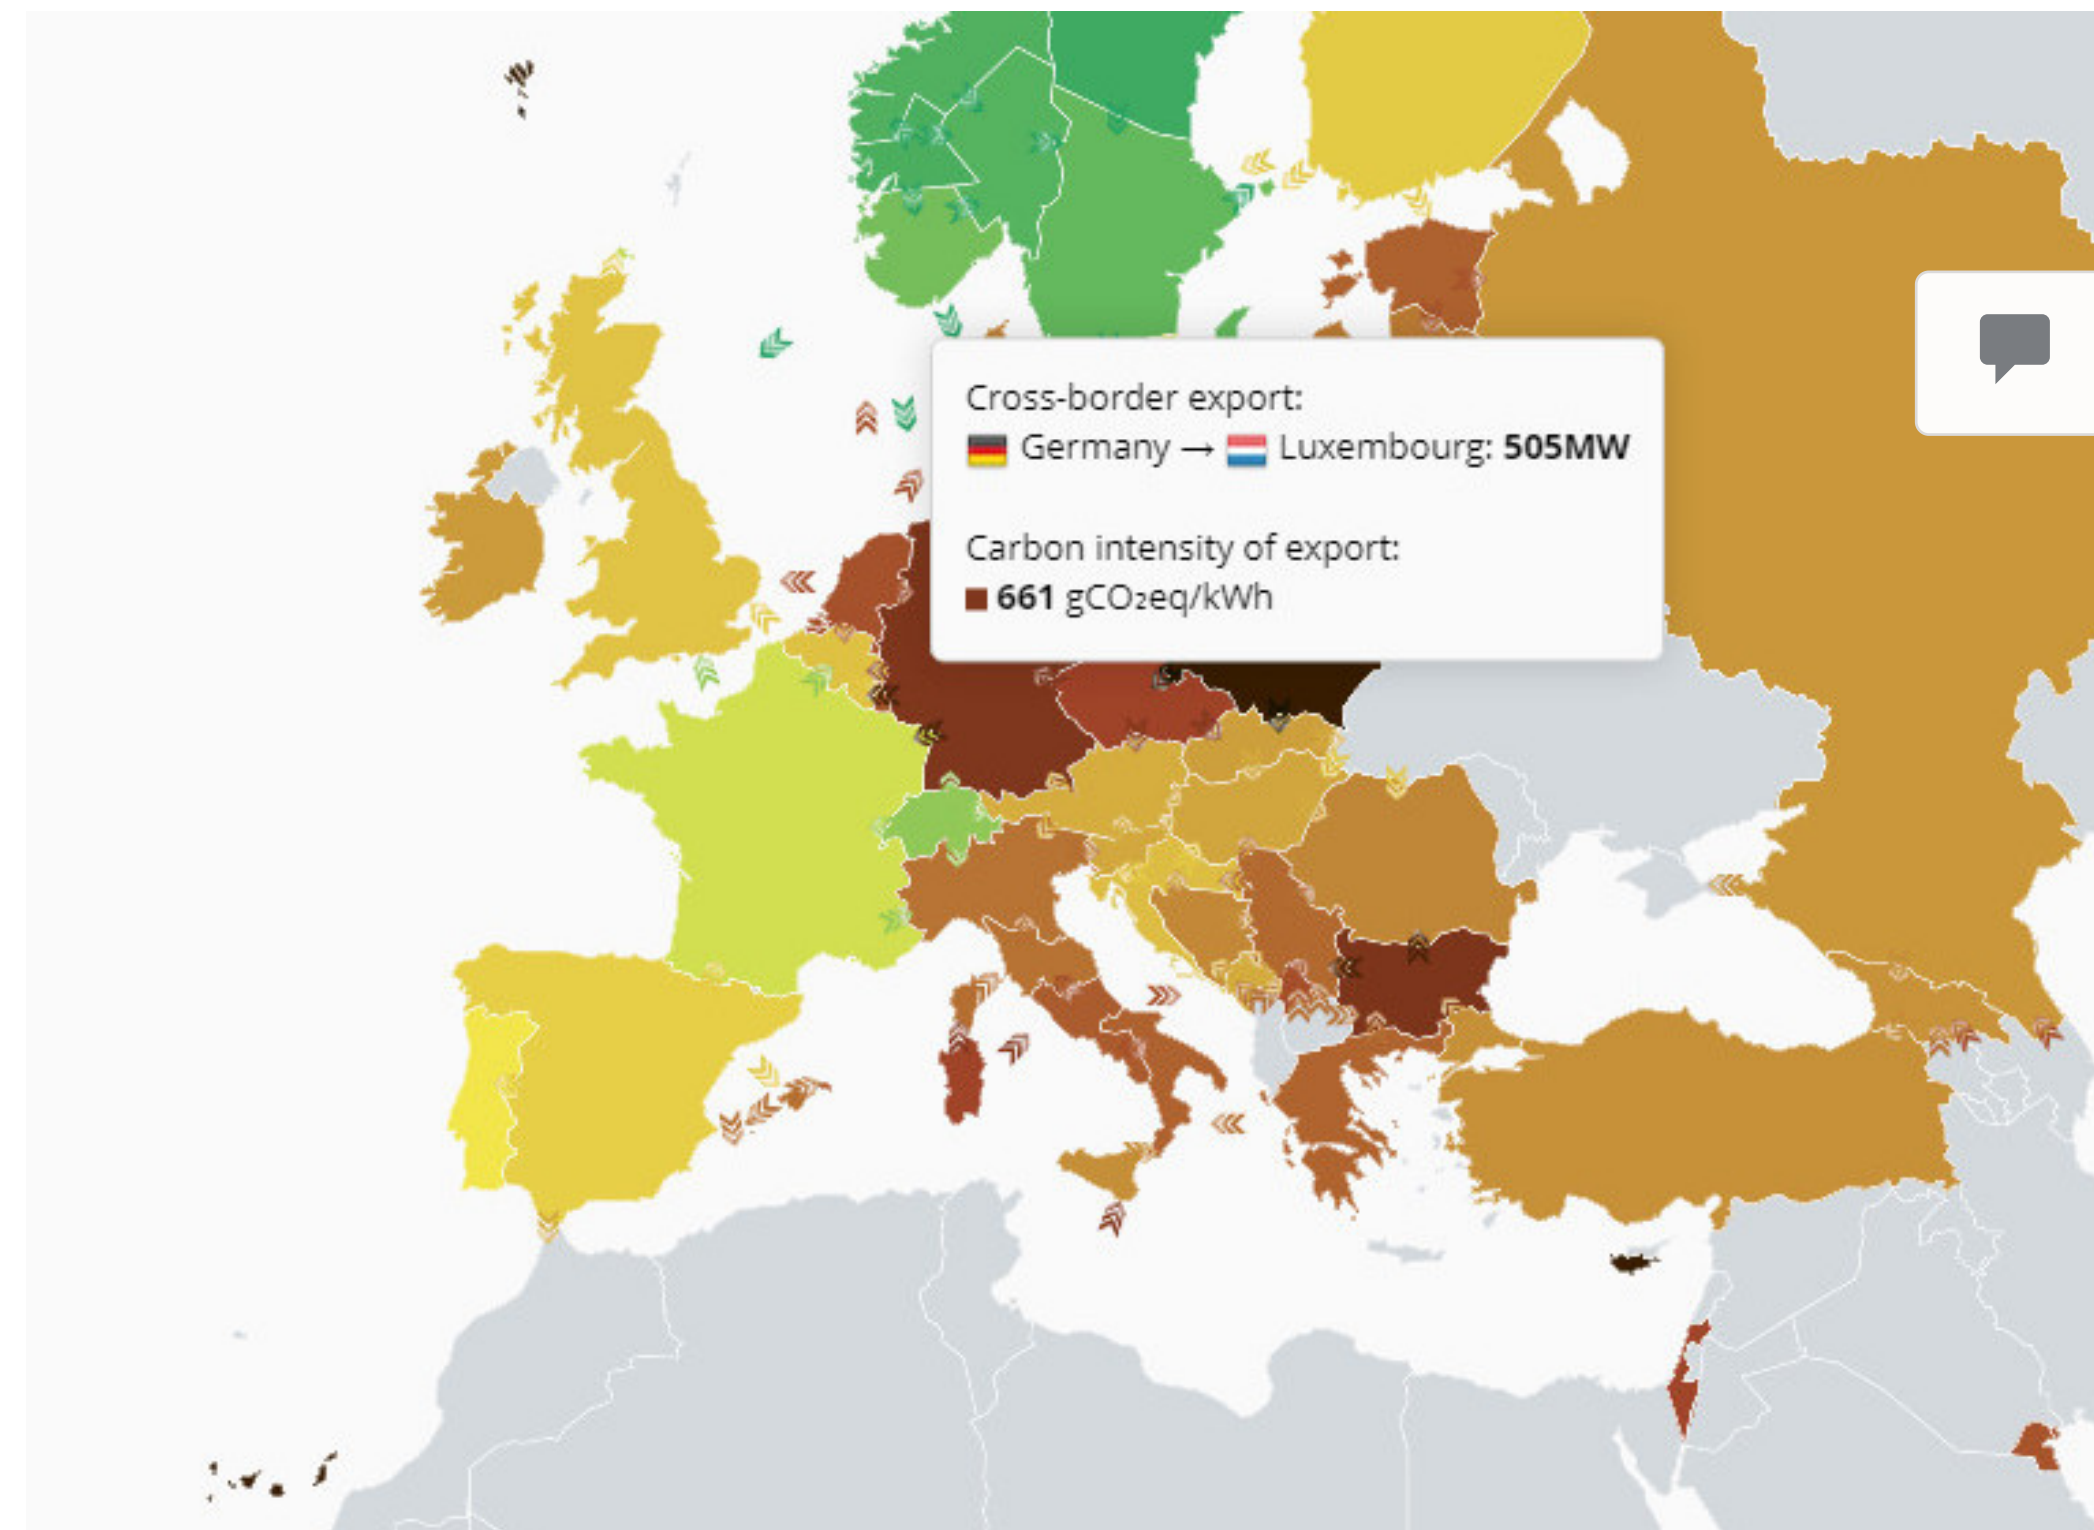 Cross-border export:
Germany → Luxembourg: 505MW
Carbon intensity of export:
661 gCO₂eq/kWh